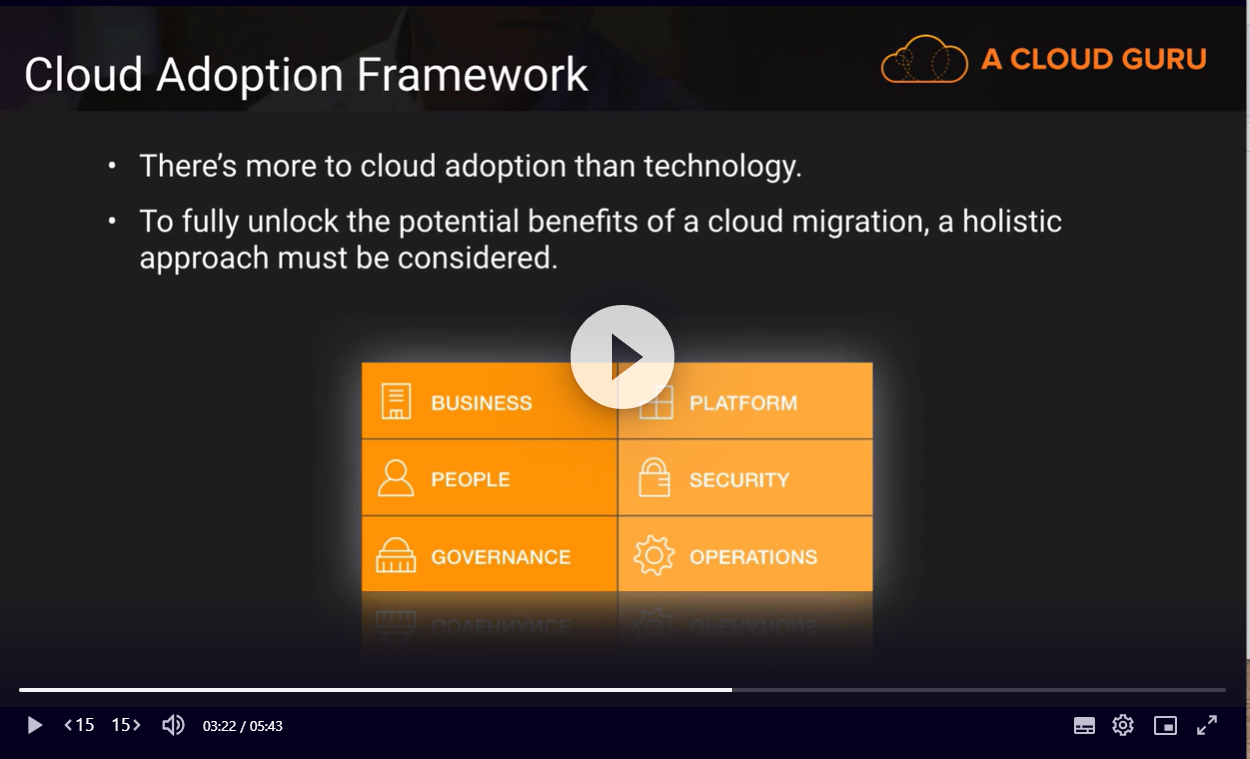 Cloud Adoption Framework
A CLOUD GURU
• There’s more to cloud adoption than technology.
• To fully unlock the potential benefits of a cloud migration, a holistic
approach must be considered.
BUSINESS
PLATFORM
PEOPLE
SECURITY
GOVERNANCE
OPERATIONS
GOVERNANCE
OPERATIONS
<15 15> 03:22 / 05:43